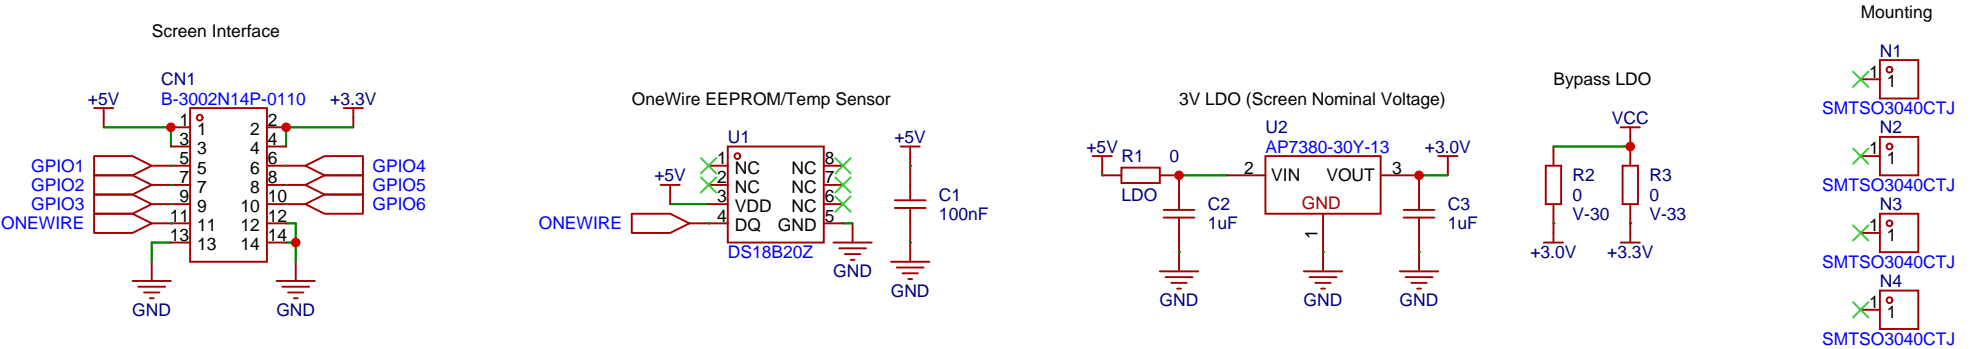 Screen Interface
CN1
B-3002N14P-0110
+5V
+3.3V
1 1 2 2
3 3 4 4
GPIO1 5 5 6 6 GPIO4
GPIO2 7 7 8 8 GPIO5
GPIO3 9 9 10 10 GPIO6
ONEWIRE 11 11 12 12
13 13 14 14
GND
GND
OneWire EEPROM/Temp Sensor
U1
+5V
1 NC NC 8
2 NC NC 7
3 VDD NC 6
ONEWIRE 4 DQ GND 5
DS18B20Z
GND
+5V
C1
100nF
GND
3V LDO (Screen Nominal Voltage)
U2
AP7380-30Y-13
+5V
R1 0
LDO
2 VIN VOUT 3
GND
1
+3.0V
C2
1uF
C3
1uF
GND
GND
GND
Bypass LDO
VCC
R2
0
V-30
R3
0
V-33
+3.0V
+3.3V
Mounting
N1
1 1
SMTSO3040CTJ
N2
1 1
SMTSO3040CTJ
N3
1 1
SMTSO3040CTJ
N4
1 1
SMTSO3040CTJ